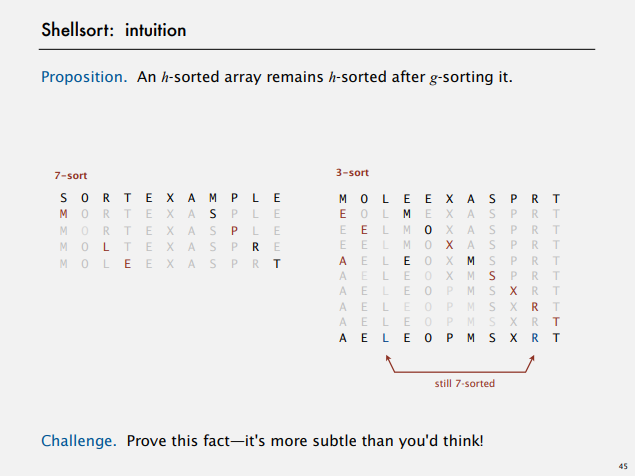 Shellsort: intuition
Proposition. An h-sorted array remains h-sorted after g-sorting it.
7-sort
S O R T E X A M P L E
M O R T E X A S P L E
M O R T E X A S P L E
M O L T E X A S P R E
M O L E E X A S P R T
3-sort
M O L E E X A S P R T
E O L M E X A S P R T
E E L M O X A S P R T
E E L M O X A S P R T
A E L E O X M S P R T
A E L E O X M S P R T
A E L E O P M S X R T
A E L E O P M S X R T
A E L E O P M S X R T
A E L E O P M S X R T
still 7-sorted
Challenge. Prove this fact—it's more subtle than you'd think!
45